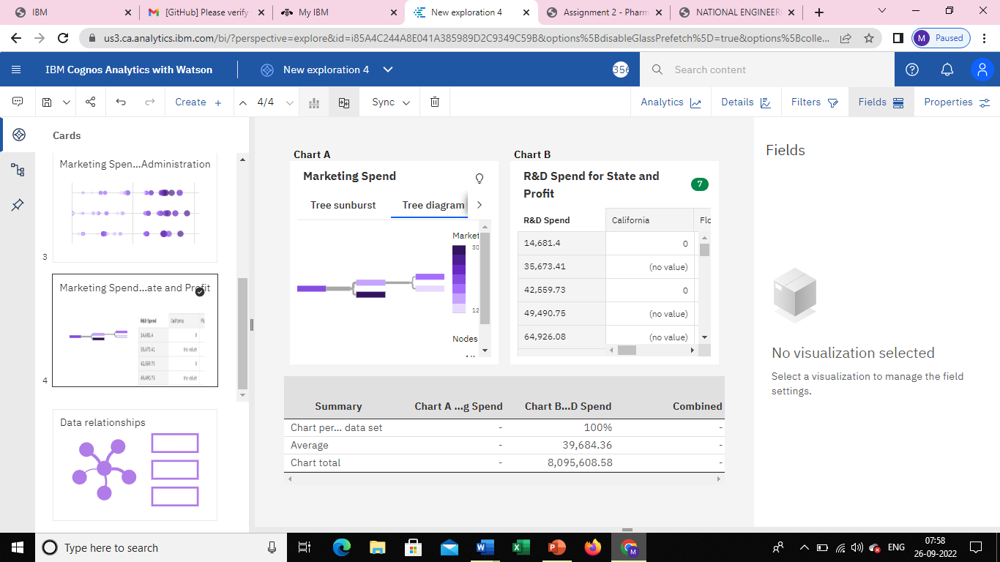 IBM
[GitHub] Please verify
My IBM
New exploration 4
Assignment 2 - Pharm
NATIONAL ENGINEER
us3.ca.analytics.ibm.com/bi/?perspective=explore&id=i85A4C244A8E041A385989D2C9349C59B&options%5BdisableGlassPrefetch%5D=true&options%5Bcolle...
M Paused
IBM Cognos Analytics with Watson
New exploration 4
356
Search content
Create +
4/4
Sync
Analytics
Details
Filters
Fields
Properties
Cards
Marketing Spen...Administration
3
Marketing Spend...ate and Profit
R&D Spend California
14,681.4 0
35,673.41 (no value)
42,559.73 0
49,490.75 (no value)
4
Data relationships
Chart A
Marketing Spend
Tree sunburst
Tree diagram
Market
30
12
Nodes
Chart B
R&D Spend for State and
Profit
7
R&D Spend California Flo
14,681.4 0
35,673.41 (no value)
42,559.73 0
49,490.75 (no value)
64,926.08 (no value)
Summary Chart A ...g Spend Chart B...D Spend Combined
Chart per... data set - 100% -
Average - 39,684.36 -
Chart total - 8,095,608.58 -
Fields
No visualization selected
Select a visualization to manage the field
settings.
Type here to search
ENG
07:58
26-09-2022